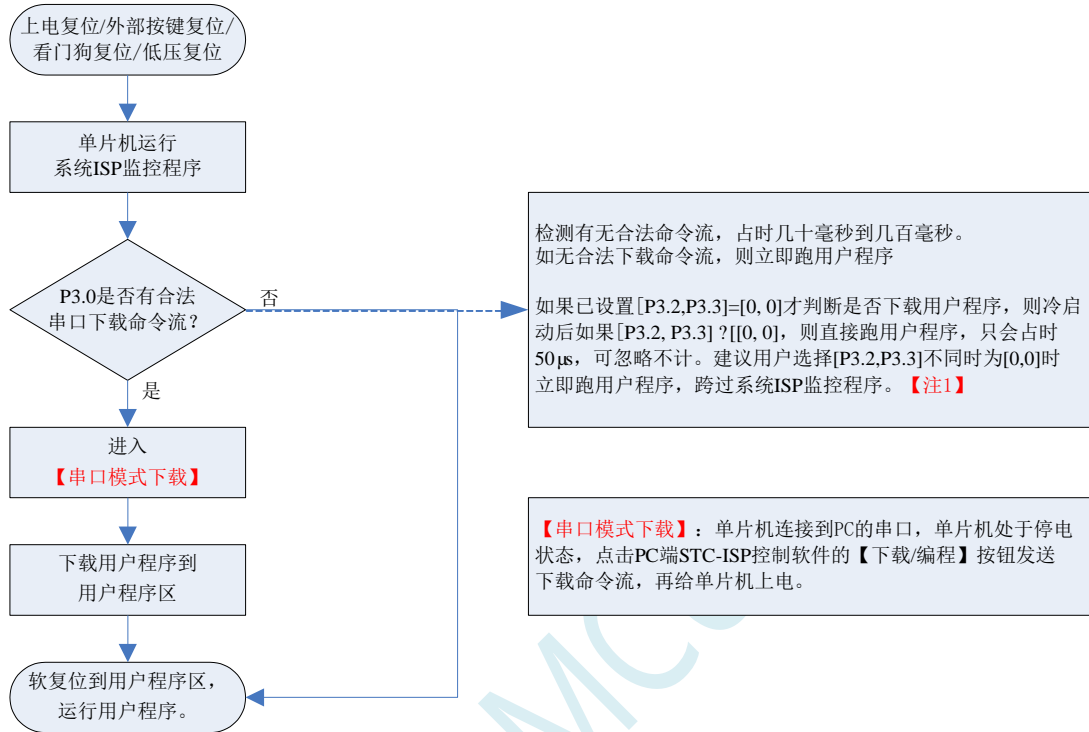 上电复位/外部按键复位/
看门狗复位/低压复位
单片机运行
系统ISP监控程序
P3.0是否有合法
串口下载命令流？
否
是
进入
【串口模式下载】
下载用户程序到
用户程序区
软复位到用户程序区，
运行用户程序。
检测有无合法命令流，占时几十毫秒到几百毫秒。
如无合法下载命令流，则立即跑用户程序
如果已设置[P3.2,P3.3]=[0, 0]才判断是否下载用户程序，则冷启
动后如果[P3.2, P3.3] ?[[0, 0]，则直接跑用户程序，只会占时
50μs，可忽略不计。建议用户选择[P3.2,P3.3]不同时为[0,0]时
立即跑用户程序，跨过系统ISP监控程序。【注1】
【串口模式下载】：单片机连接到PC的串口，单片机处于停电
状态，点击PC端STC-ISP控制软件的【下载/编程】按钮发送
下载命令流，再给单片机上电。
MCU